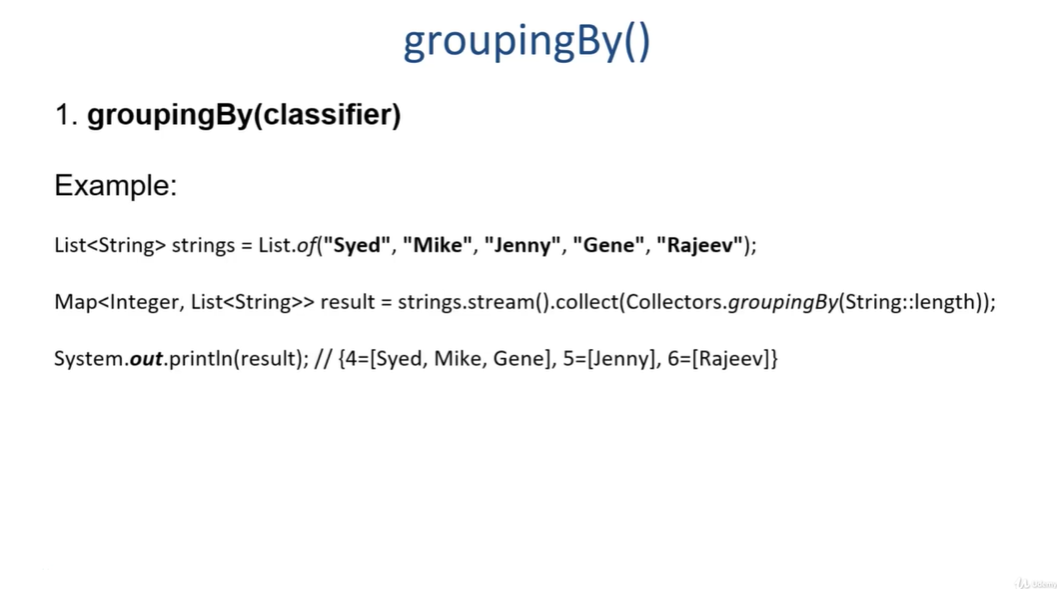 groupingBy()
1. groupingBy(classifier)
Example:
List<String> strings = List.of("Syed", "Mike", "Jenny", "Gene", "Rajeev");
Map<Integer, List<String>> result = strings.stream().collect(Collectors.groupingBy(String::length));
System.out.println(result); // {4=[Syed, Mike, Gene], 5=[Jenny], 6=[Rajeev]}
Udemy